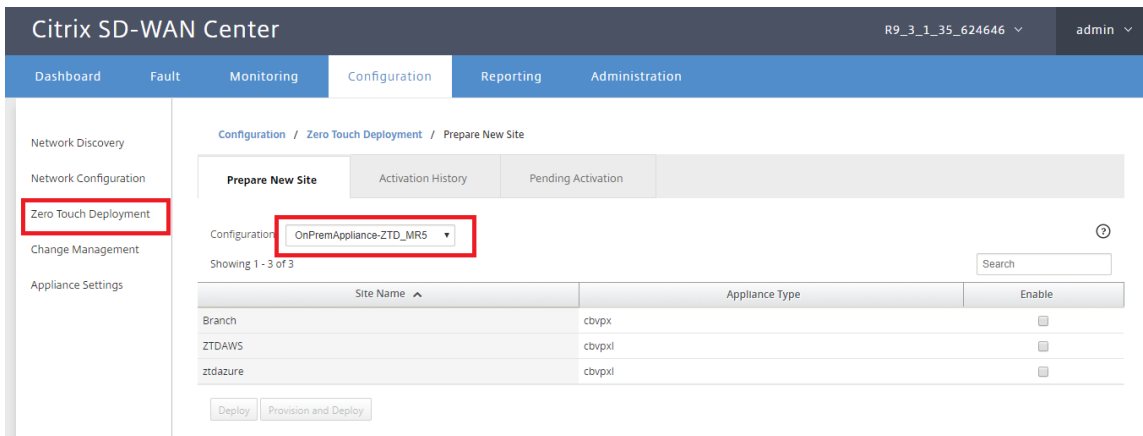 Citrix SD-WAN Center
R9_3_1_35_624646
admin
Dashboard Fault Monitoring Configuration Reporting Administration
Network Discovery
Network Configuration
Zero Touch Deployment
Change Management
Appliance Settings
Configuration / Zero Touch Deployment / Prepare New Site
Prepare New Site Activation History Pending Activation
Configuration OnPremAppliance-ZTD_MR5
Showing 1 - 3 of 3
Search
Site Name Appliance Type Enable
Branch cbvpx
ZTDAWS cbvpxl
ztdazure cbvpxl
Deploy Provision and Deploy